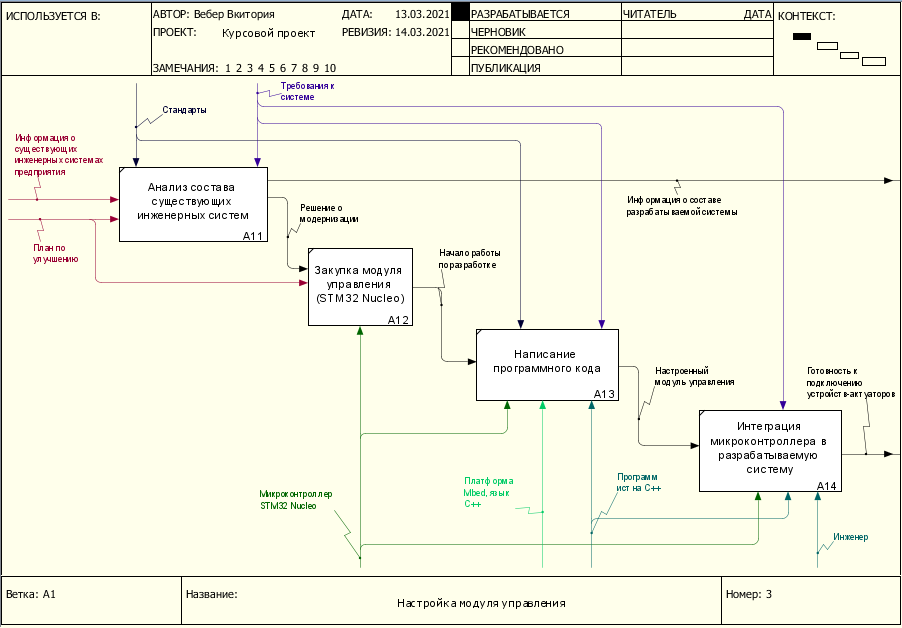 ИСПОЛЬЗУЕТСЯ В:
АВТОР: Вебер Вкитория
ДАТА: 13.03.2021
РАЗРАБАТЫВАЕТСЯ
ЧИТАТЕЛЬ
ДАТА
КОНТЕКСТ:
ПРОЕКТ: Курсовой проект
РЕВИЗИЯ: 14.03.2021
ЧЕРНОВИК
РЕКОМЕНДОВАНО
ЗАМЕЧАНИЯ: 1 2 3 4 5 6 7 8 9 10
ПУБЛИКАЦИЯ
Требования к
системе
Стандарты
Информация о
существующих
инженерных системах
предприятия
Анализ состава
существующих
инженерных систем
A11
Информация о составе
разрабатываемой системы
Решение о
модернизации
План по
улучшению
Закупка модуля
управления
(STM32 Nucleo)
A12
Начало работы
по разработке
Написание
программного кода
A13
Настроенный
модуль управления
Готовность к
подключению
устройств-актуаторов
Интеграция
микроконтроллера в
разрабатываемую
систему
A14
Микроконтроллер
STM32 Nucleo
Платформа
Mbed, язык
C++
Программ
ист на C++
Инженер
Ветка: A1
Название:
Настройка модуля управления
Номер: 3